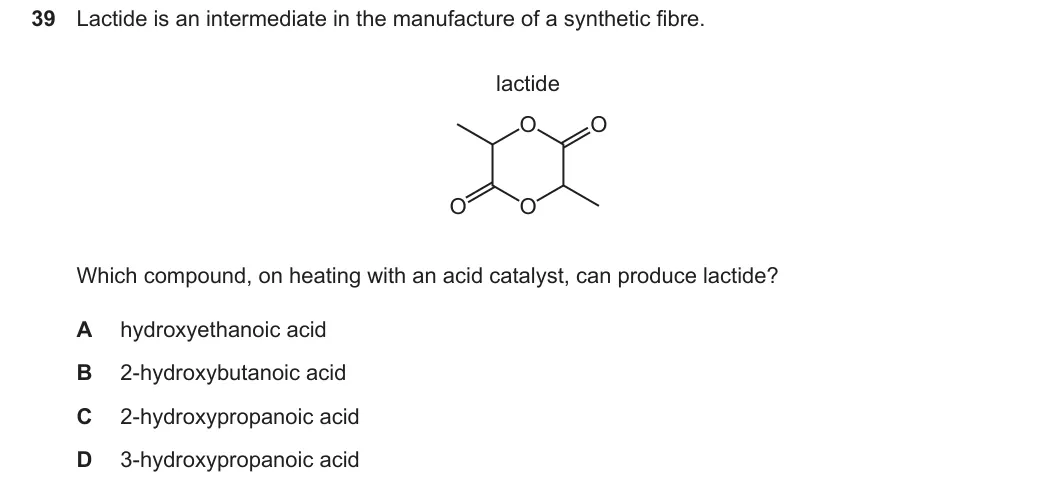 39 Lactide is an intermediate in the manufacture of a synthetic fibre.
lactide
O O
O O
Which compound, on heating with an acid catalyst, can produce lactide?
A hydroxyethanoic acid
B 2-hydroxybutanoic acid
C 2-hydroxypropanoic acid
D 3-hydroxypropanoic acid